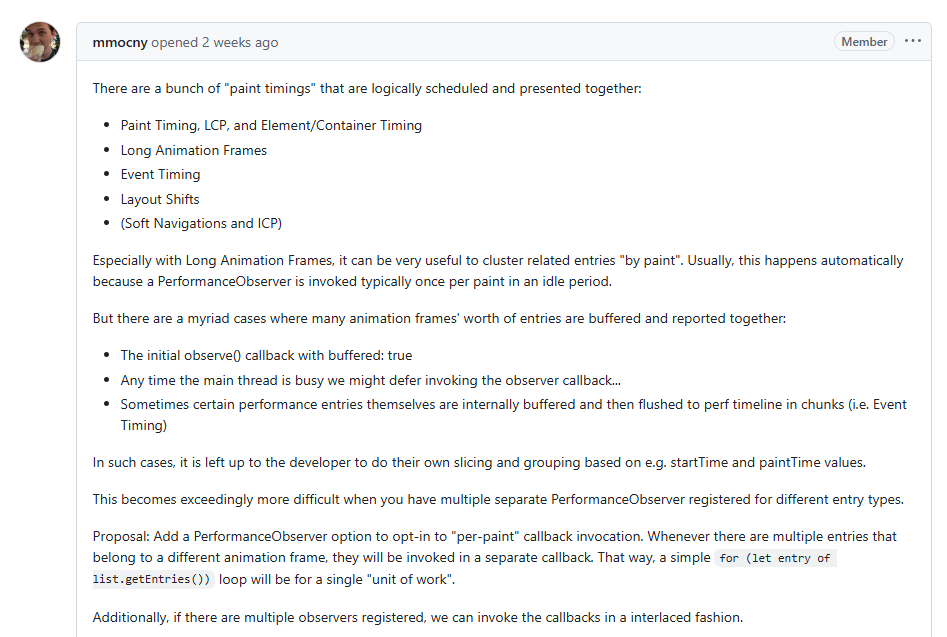 mmocny opened 2 weeks ago
Member
There are a bunch of "paint timings" that are logically scheduled and presented together:
Paint Timing, LCP, and Element/Container Timing
Long Animation Frames
Event Timing
Layout Shifts
(Soft Navigations and ICP)
Especially with Long Animation Frames, it can be very useful to cluster related entries "by paint". Usually, this happens automatically
because a PerformanceObserver is invoked typically once per paint in an idle period.
But there are a myriad cases where many animation frames' worth of entries are buffered and reported together:
The initial observe() callback with buffered: true
Any time the main thread is busy we might defer invoking the observer callback...
Sometimes certain performance entries themselves are internally buffered and then flushed to perf timeline in chunks (i.e. Event
Timing)
In such cases, it is left up to the developer to do their own slicing and grouping based on e.g. startTime and paintTime values.
This becomes exceedingly more difficult when you have multiple separate PerformanceObserver registered for different entry types.
Proposal: Add a PerformanceObserver option to opt-in to "per-paint" callback invocation. Whenever there are multiple entries that
belong to a different animation frame, they will be invoked in a separate callback. That way, a simple for (let entry of
list.getEntries()) loop will be for a single "unit of work".
Additionally, if there are multiple observers registered, we can invoke the callbacks in a interlaced fashion.